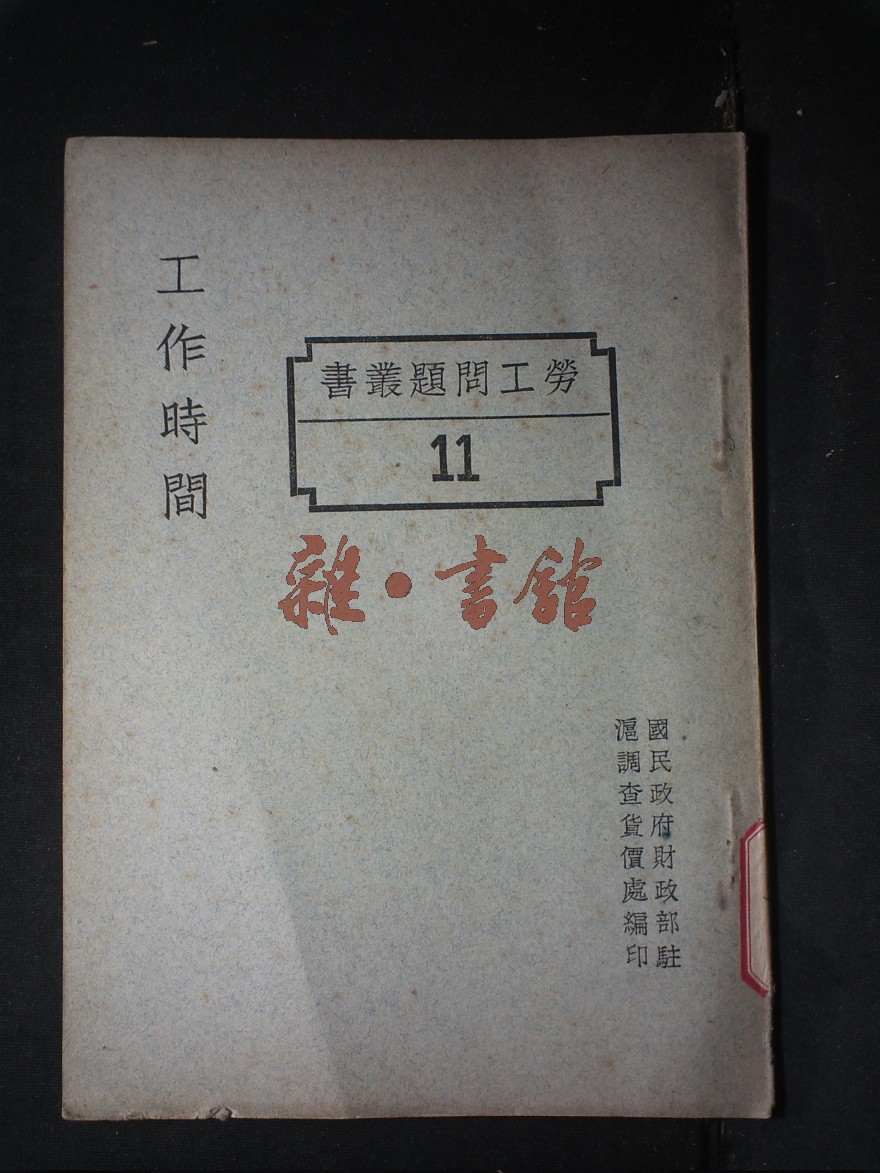 工作時間
勞工問題叢書
11
雜·書館
國民政府財政部駐
滬調查貨價處編印